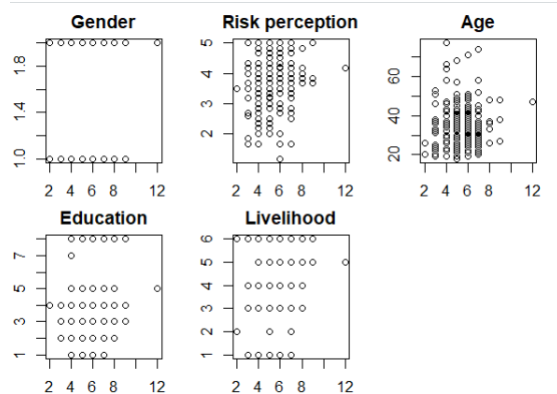 Gender
1.0 1.4 1.8
2 4 6 8 12
Risk perception
2 3 4 5
2 4 6 8 12
Age
20 40 60
2 4 6 8 12
Education
1 3 5 7
2 4 6 8 12
Livelihood
1 2 3 4 5 6
2 4 6 8 12